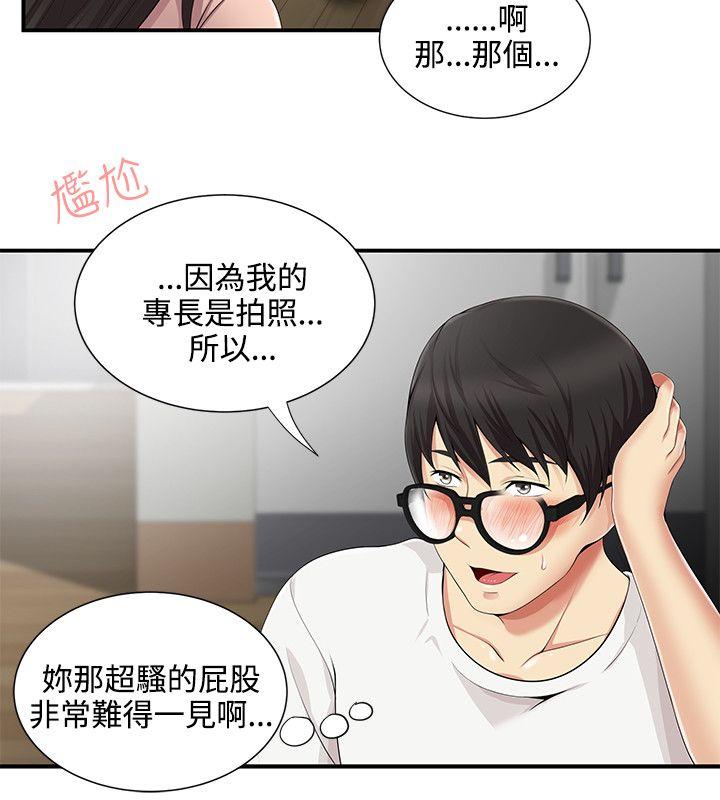 ……啊
那…那個…
尷尬
…因為我的
專長是拍照…
所以…
妳那超騷的屁股
非常難得一見啊…